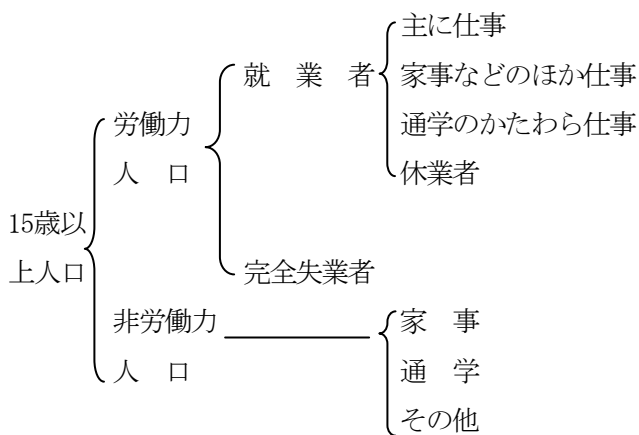 15歳以
上人口
労働力
人　口
就　業　者
主に仕事
家事などのほか仕事
通学のかたわら仕事
休業者
完全失業者
非労働力
人　口
家　事
通　学
その他